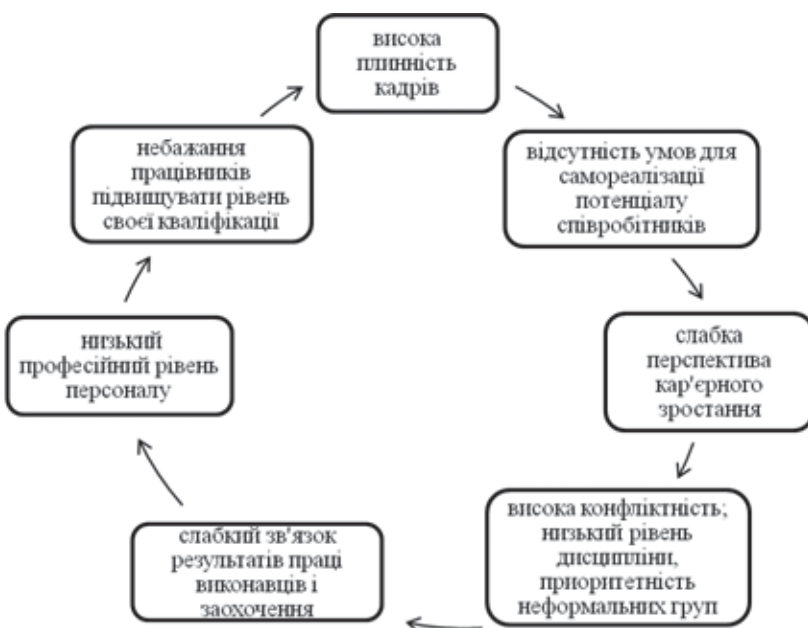 висока
плинність
кадрів
відсутність умов для
самореалізації
потенціалу
співробітників
слабка
перспектива
кар'єрного
зростання
висока конфліктність;
низький рівень
дисципліни,
приоритетність
неформальних груп
слабкий зв'язок
результатів праці
виконавців і
заохочення
низький
професійний рівень
персоналу
небажання
працівників
підвищувати рівень
своєї кваліфікації